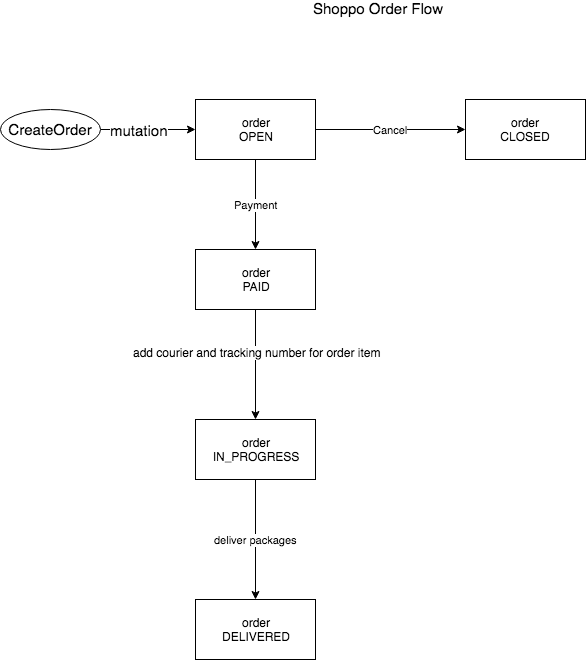 Shoppo Order Flow
CreateOrder
mutation
order
OPEN
Cancel
order
CLOSED
Payment
order
PAID
add courier and tracking number for order item
order
IN_PROGRESS
deliver packages
order
DELIVERED